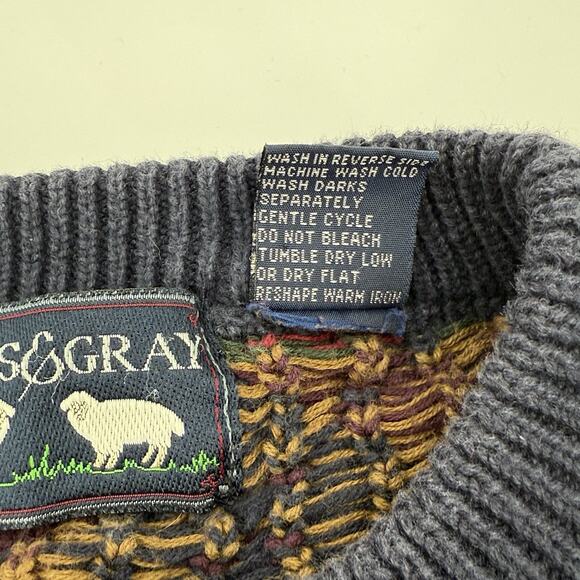 WASH IN REVERSE SIDE
MACHINE WASH COLD
WASH DARKS
SEPARATELY
GENTLE CYCLE
DO NOT BLEACH
TUMBLE DRY LOW
OR DRY FLAT
RESHAPE WARM IRON
S&GRAY